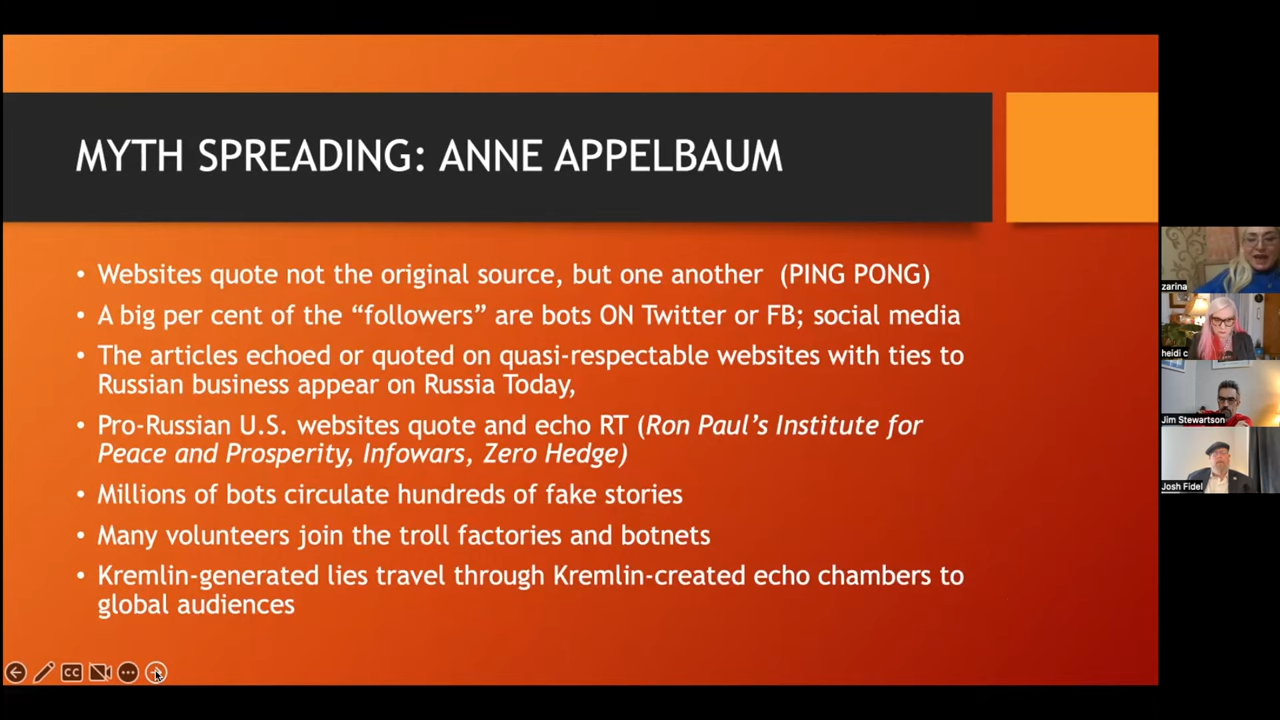 MYTH SPREADING: ANNE APPELBAUM
• Websites quote not the original source, but one another (PING PONG)
• A big per cent of the “followers” are bots ON Twitter or FB; social media
• The articles echoed or quoted on quasi-respectable websites with ties to
Russian business appear on Russia Today,
• Pro-Russian U.S. websites quote and echo RT (Ron Paul’s Institute for
Peace and Prosperity, Infowars, Zero Hedge)
• Millions of bots circulate hundreds of fake stories
• Many volunteers join the troll factories and botnets
• Kremlin-generated lies travel through Kremlin-created echo chambers to
global audiences
CC
zarina
heidi c
Jim Stewartson
Josh Fidel